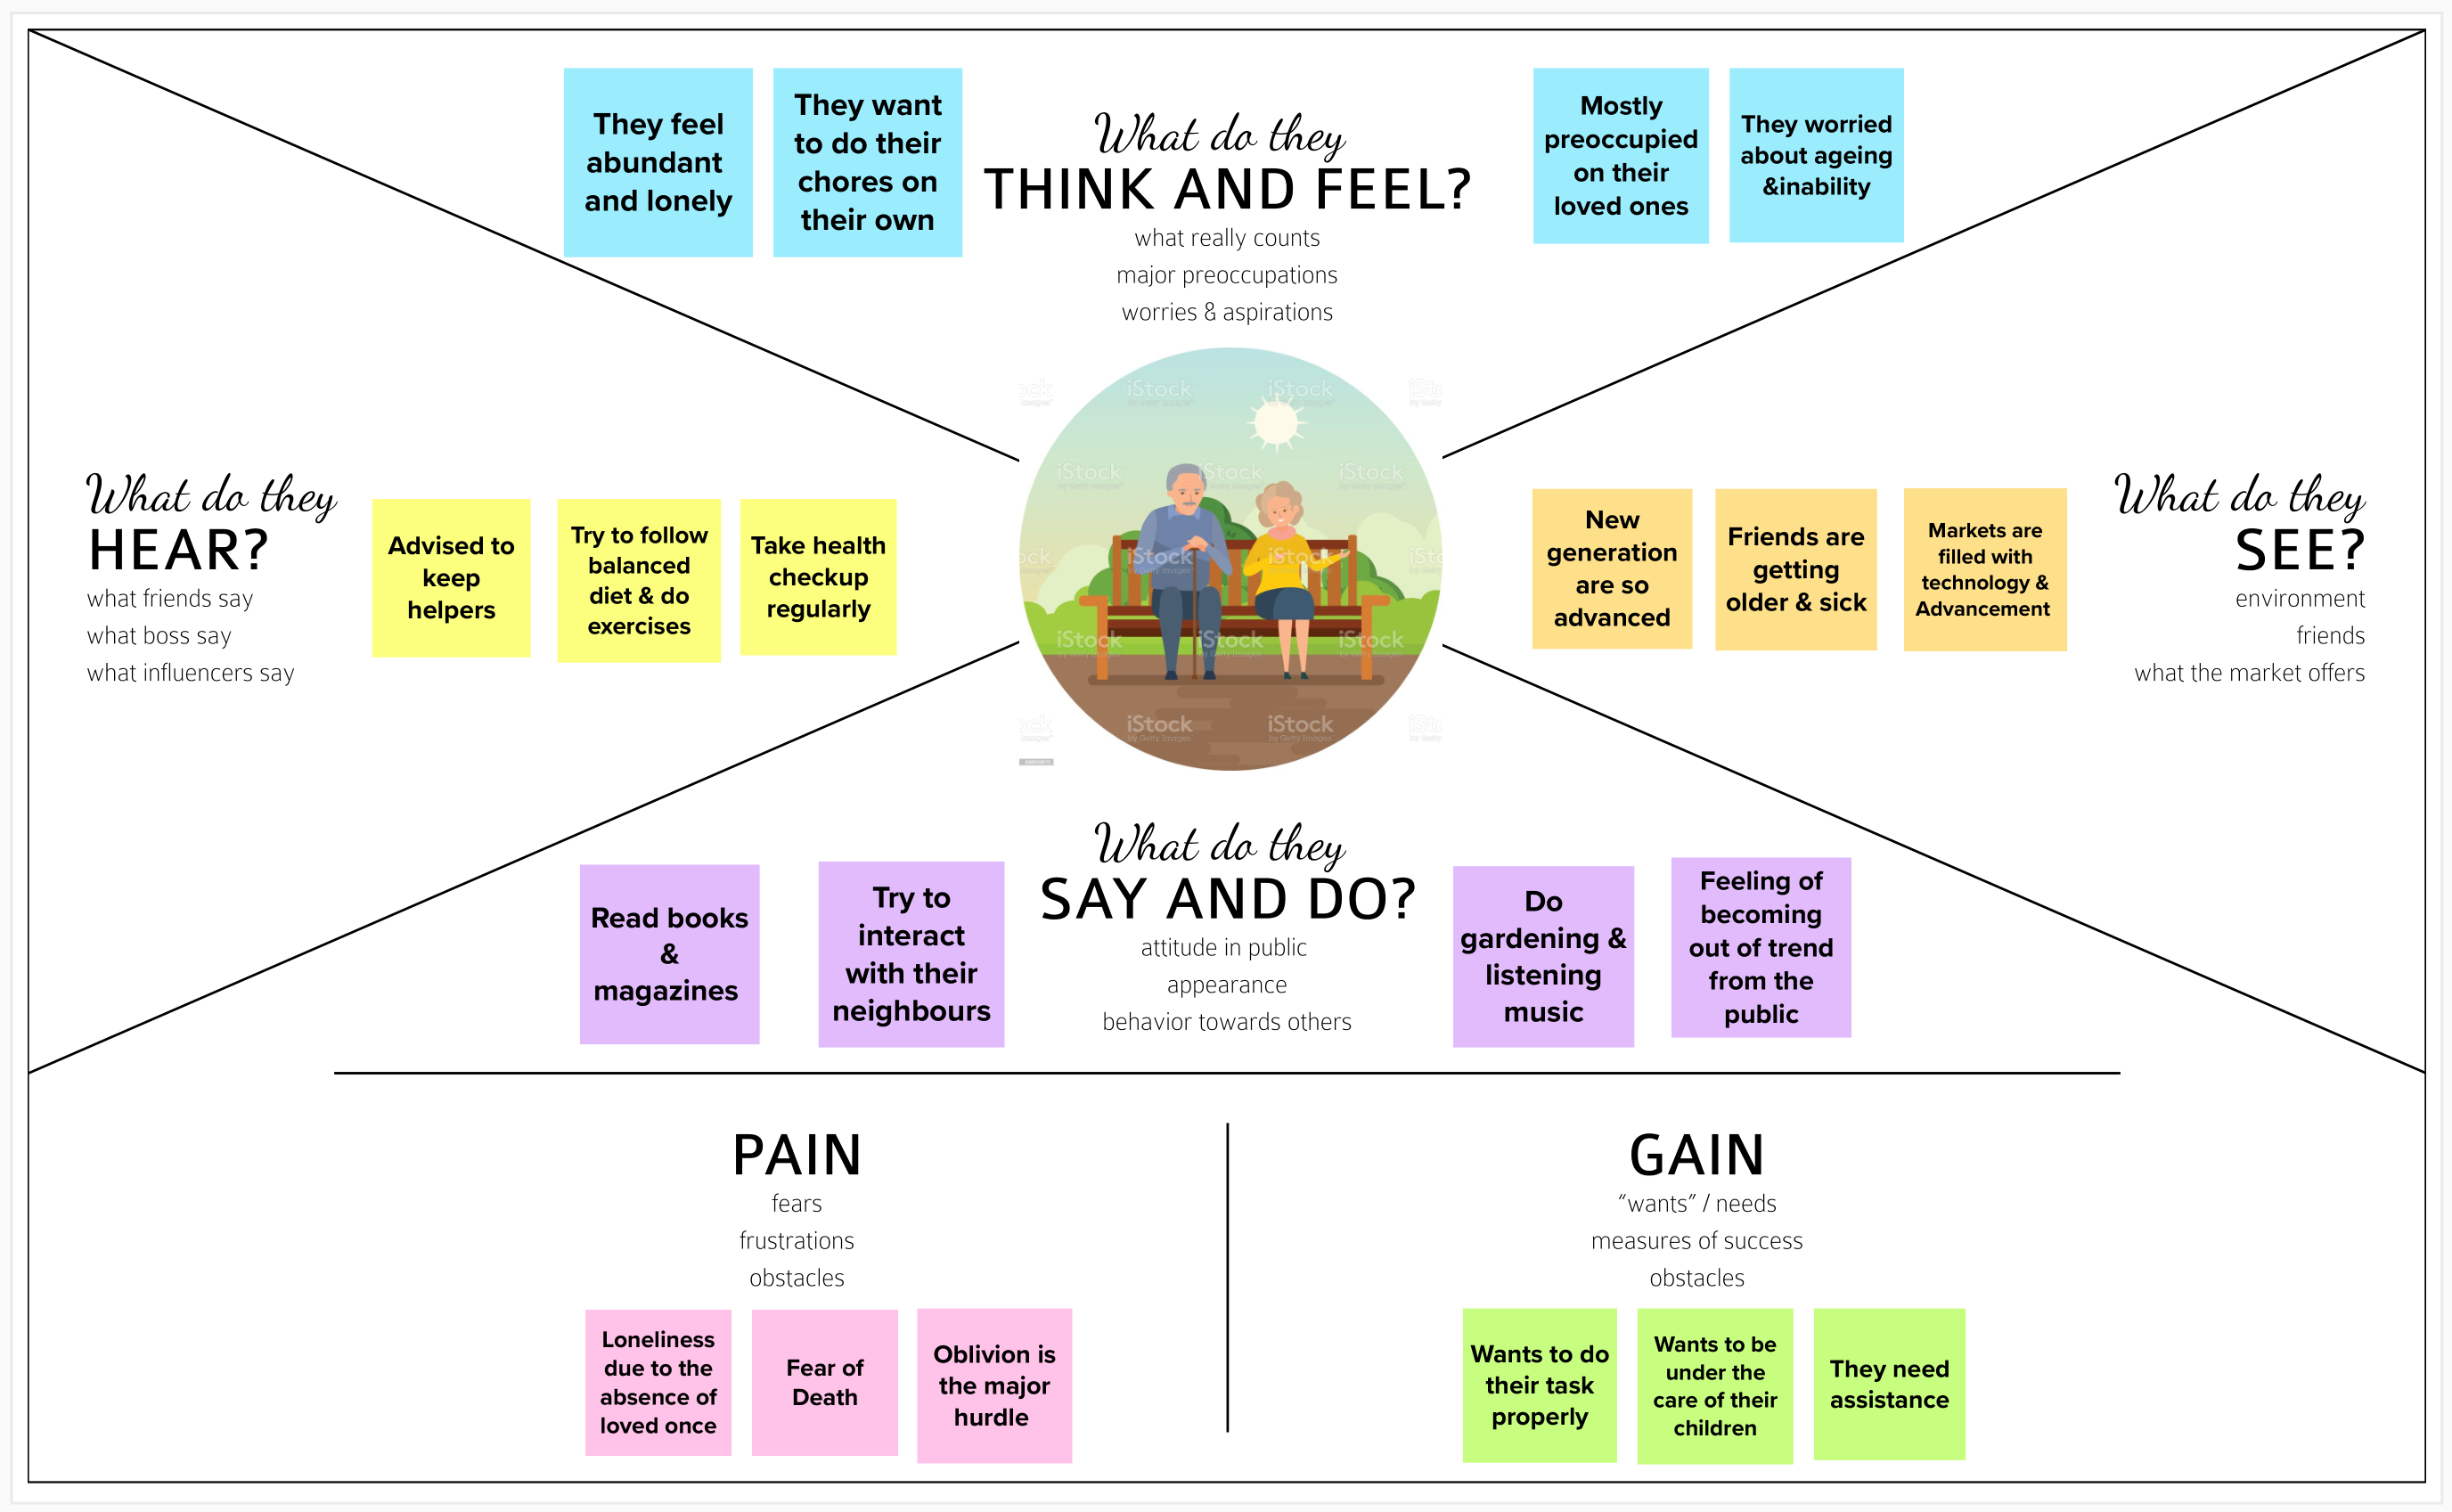 They feel
abundant
and lonely
They want
to do their
chores on
their own
What do they
THINK AND FEEL?
what really counts
major preoccupations
worries & aspirations
Mostly
preoccupied
on their
loved ones
They worried
about ageing
&inability
What do they
HEAR?
what friends say
what boss say
what influencers say
Advised to
keep
helpers
Try to follow
balanced
diet & do
exercises
Take health
checkup
regularly
iStock
by Getty Images
New
generation
are so
advanced
Friends are
getting
older & sick
Markets are
filled with
technology &
Advancement
What do they
SEE?
environment
friends
what the market offers
Read books
&
magazines
Try to
interact
with their
neighbours
What do they
SAY AND DO?
attitude in public
appearance
behavior towards others
Do
gardening &
listening
music
Feeling of
becoming
out of trend
from the
public
PAIN
fears
frustrations
obstacles
Loneliness
due to the
absence of
loved once
Fear of
Death
Oblivion is
the major
hurdle
GAIN
“wants” / needs
measures of success
obstacles
Wants to do
their task
properly
Wants to be
under the
care of their
children
They need
assistance